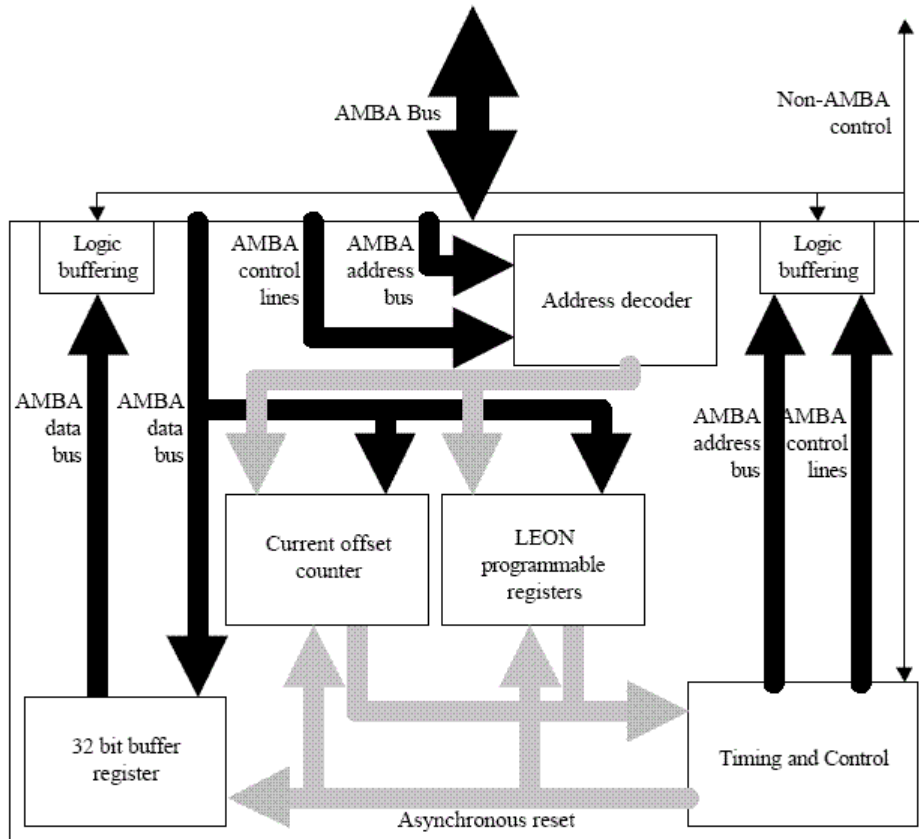 AMBA Bus
Non-AMBA
control
Logic
buffering
AMBA
control
lines
AMBA
address
bus
Address decoder
Logic
buffering
AMBA
data
bus
AMBA
data
bus
AMBA
address
bus
AMBA
control
lines
Current offset
counter
LEON
programmable
registers
32 bit buffer
register
Timing and Control
Asynchronous reset